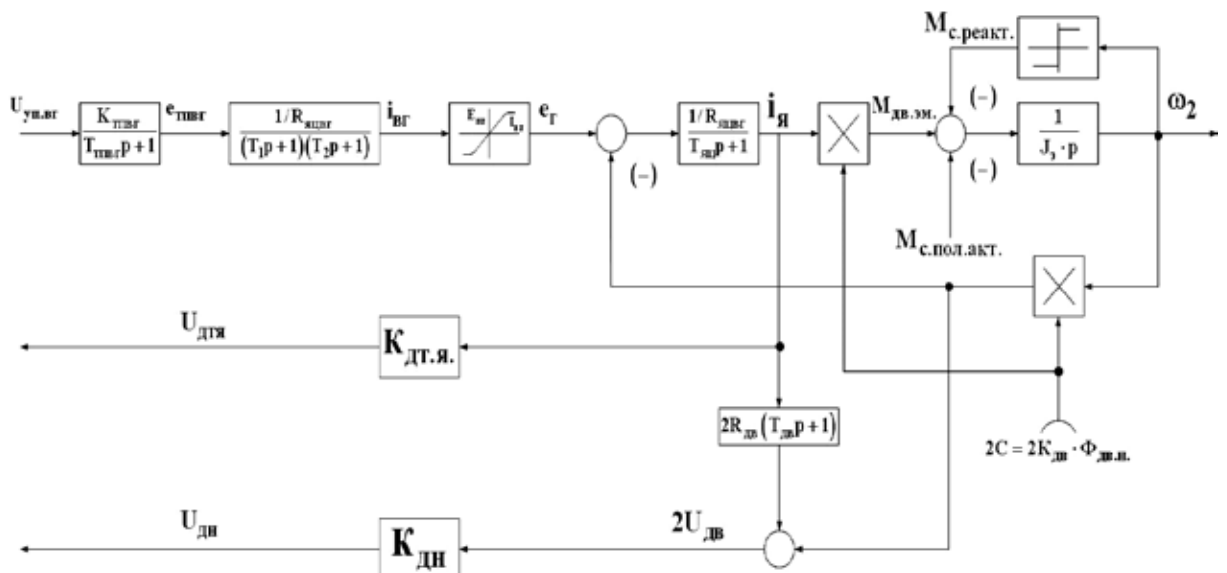 M с.реакт.
U уп.вг
K тпвг
T тпвг p + 1
e тпвг
1/R яцвг
(T₁p+1)(T₂p+1)
i вг
e г
(−)
1/R яцвг
T яц p + 1
i я
M дв.эм.
(−)
(−)
1
J э · p
ω₂
M с.пол.акт.
U дтя
K дт.я.
2R дв (T дв p + 1)
2C = 2K дв · Ф дв.н.
U дн
K дн
2U дв